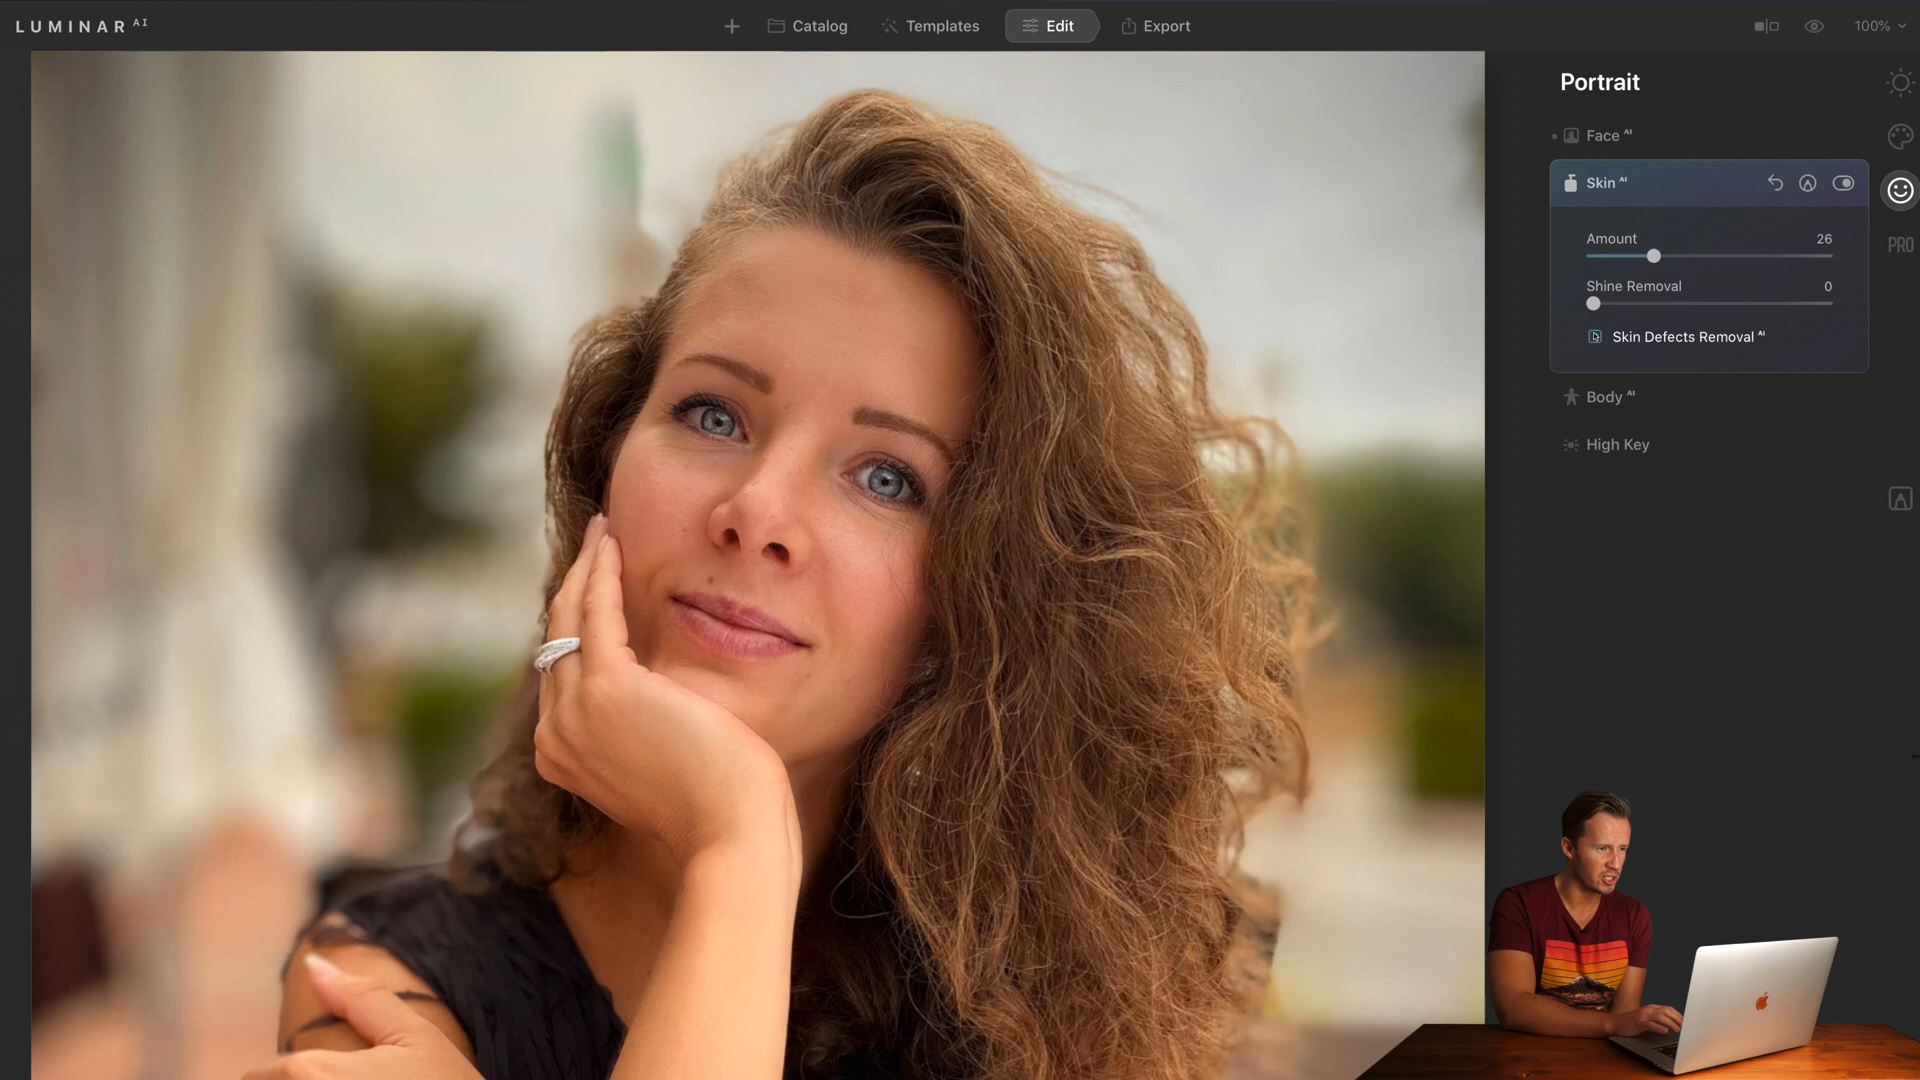 LUMINAR AI
Catalog
Templates
Edit
Export
100%
Portrait
Face AI
Skin AI
Amount 26
Shine Removal 0
Skin Defects Removal AI
Body AI
High Key
PRO